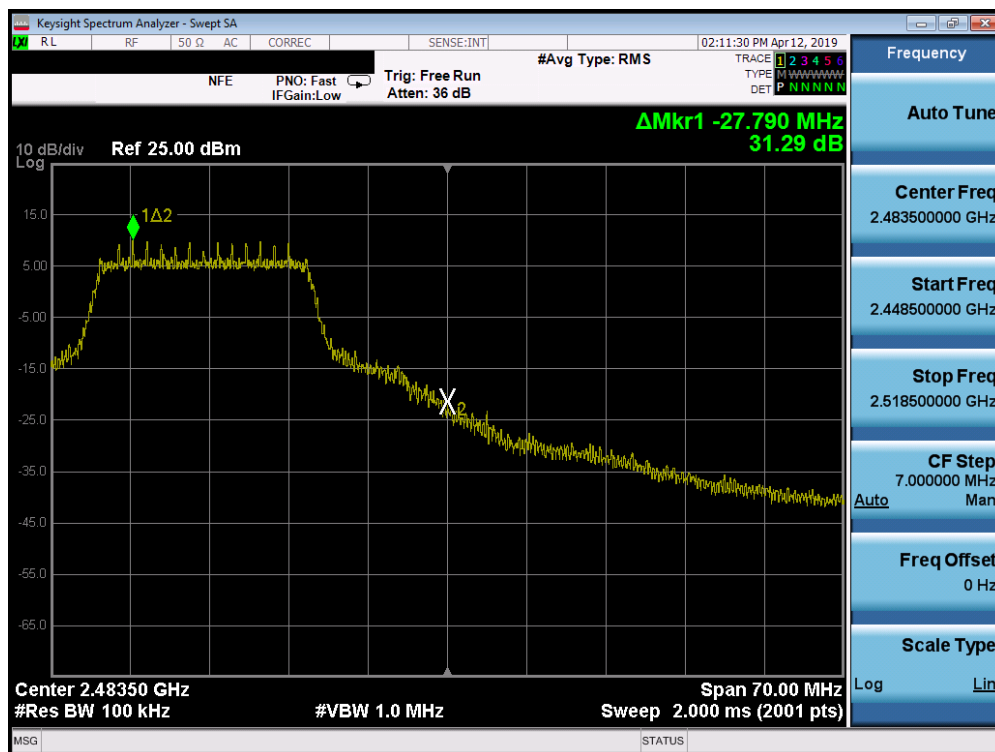 Keysight Spectrum Analyzer - Swept SA
LXI RL RF 50 Ω AC CORREC SENSE:INT 02:11:30 PM Apr 12, 2019
#Avg Type: RMS TRACE 1 2 3 4 5 6
NFE PNO: Fast Trig: Free Run TYPE M W W W W W
IFGain:Low Atten: 36 dB DET P N N N N N
ΔMkr1 -27.790 MHz
31.29 dB
10 dB/div Ref 25.00 dBm
Log
15.0
1Δ2
5.00
-5.00
-15.0
2
-25.0
-35.0
-45.0
-55.0
-65.0
Center 2.48350 GHz Span 70.00 MHz
#Res BW 100 kHz #VBW 1.0 MHz Sweep 2.000 ms (2001 pts)
MSG STATUS
Frequency
Auto Tune
Center Freq
2.483500000 GHz
Start Freq
2.448500000 GHz
Stop Freq
2.518500000 GHz
CF Step
7.000000 MHz
Auto Man
Freq Offset
0 Hz
Scale Type
Log Lin